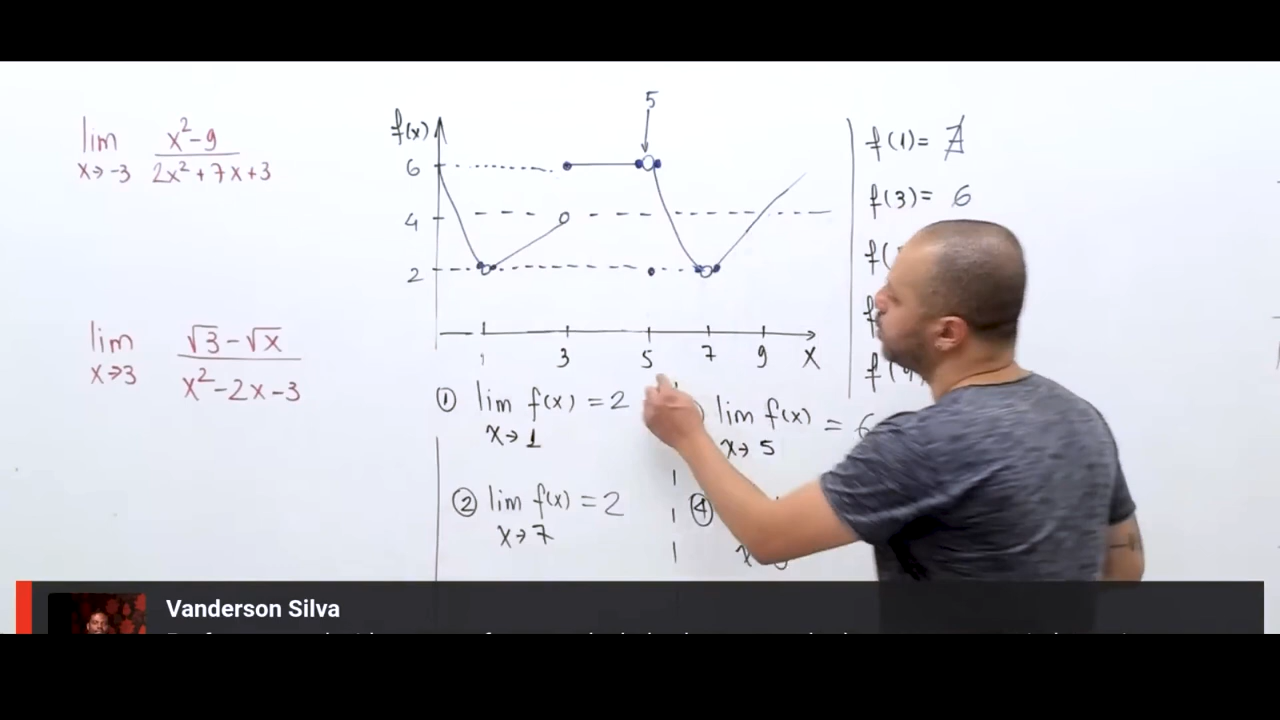 lim x→-3 (x²-9)/(2x²+7x+3)
lim x→3 (√3-√x)/(x²-2x-3)
5
f(x)
6
4
2
1 3 5 7 9 X
f(1)= ∄
f(3)= 6
① lim f(x) = 2
x→1
② lim f(x) = 2
x→7
lim f(x) = 6
x→5
④
Vanderson Silva